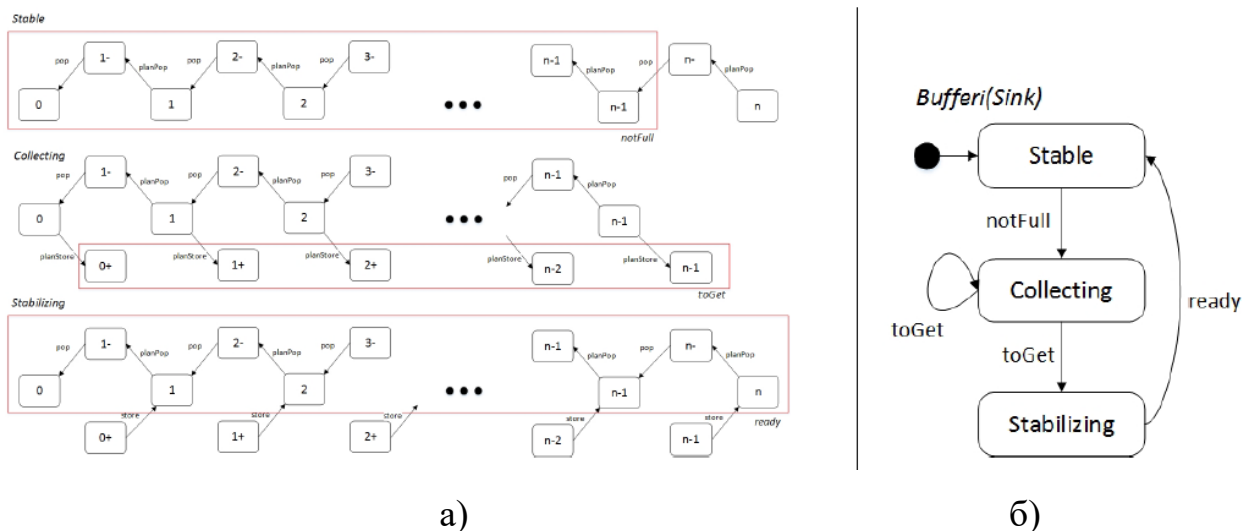 Stable
1- 2- 3- n-1 n-
pop planPop pop planPop pop planPop pop planPop
0 1 2 n-1 n
notFull
Collecting
1- 2- 3- n-1
pop planPop pop planPop pop pop planPop
0 1 2 n-1
planStore planStore planStore planStore planStore
0+ 1+ 2+ n-2 n-1
toGet
Stabilizing
1- 2- 3- n-1 n-
pop planPop pop planPop pop planPop pop planPop
0 1 2 n-1 n
store store store store store
ready
0+ 1+ 2+ n-2 n-1
а)
Bufferi(Sink)
Stable
notFull
Collecting
ready
toGet
toGet
Stabilizing
б)